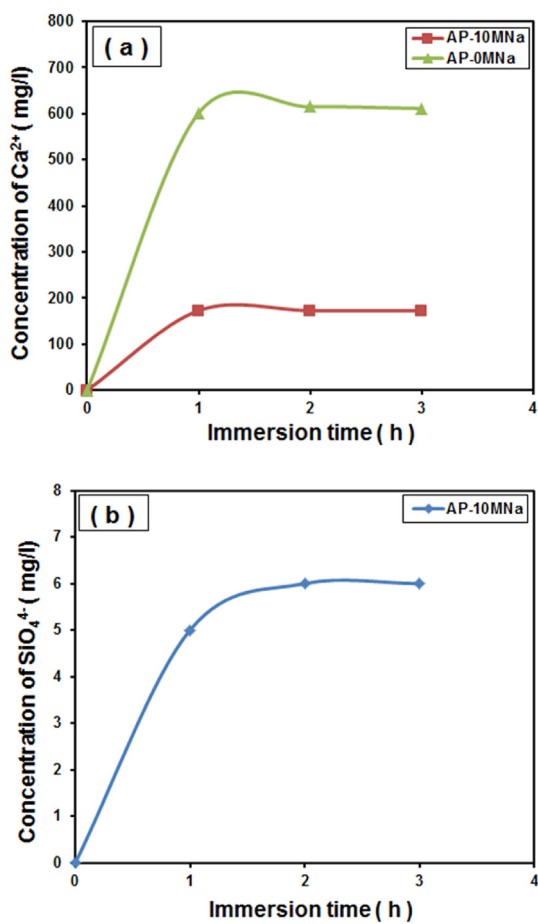 ( a )
AP-10MNa
AP-0MNa
800
700
600
500
400
300
200
100
0
Concentration of Ca²⁺ ( mg/l)
0 1 2 3 4
Immersion time ( h )
( b )
AP-10MNa
8
7
6
5
4
3
2
1
0
Concentration of SiO₄⁴⁻ ( mg/l)
0 1 2 3 4
Immersion time ( h )